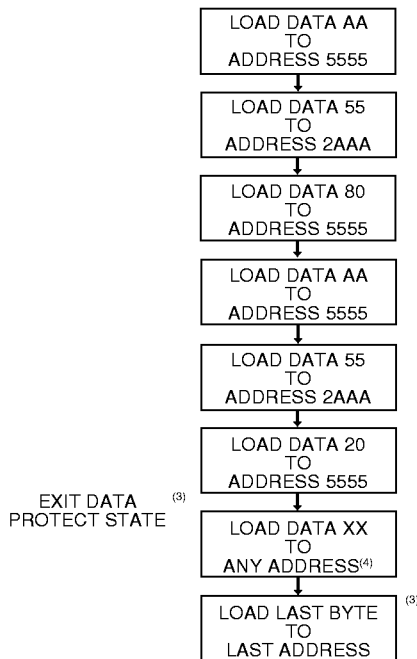 LOAD DATA AA
TO
ADDRESS 5555
LOAD DATA 55
TO
ADDRESS 2AAA
LOAD DATA 80
TO
ADDRESS 5555
LOAD DATA AA
TO
ADDRESS 5555
LOAD DATA 55
TO
ADDRESS 2AAA
LOAD DATA 20
TO
ADDRESS 5555
EXIT DATA (3)
PROTECT STATE
LOAD DATA XX
TO
ANY ADDRESS(4)
LOAD LAST BYTE (3)
TO
LAST ADDRESS